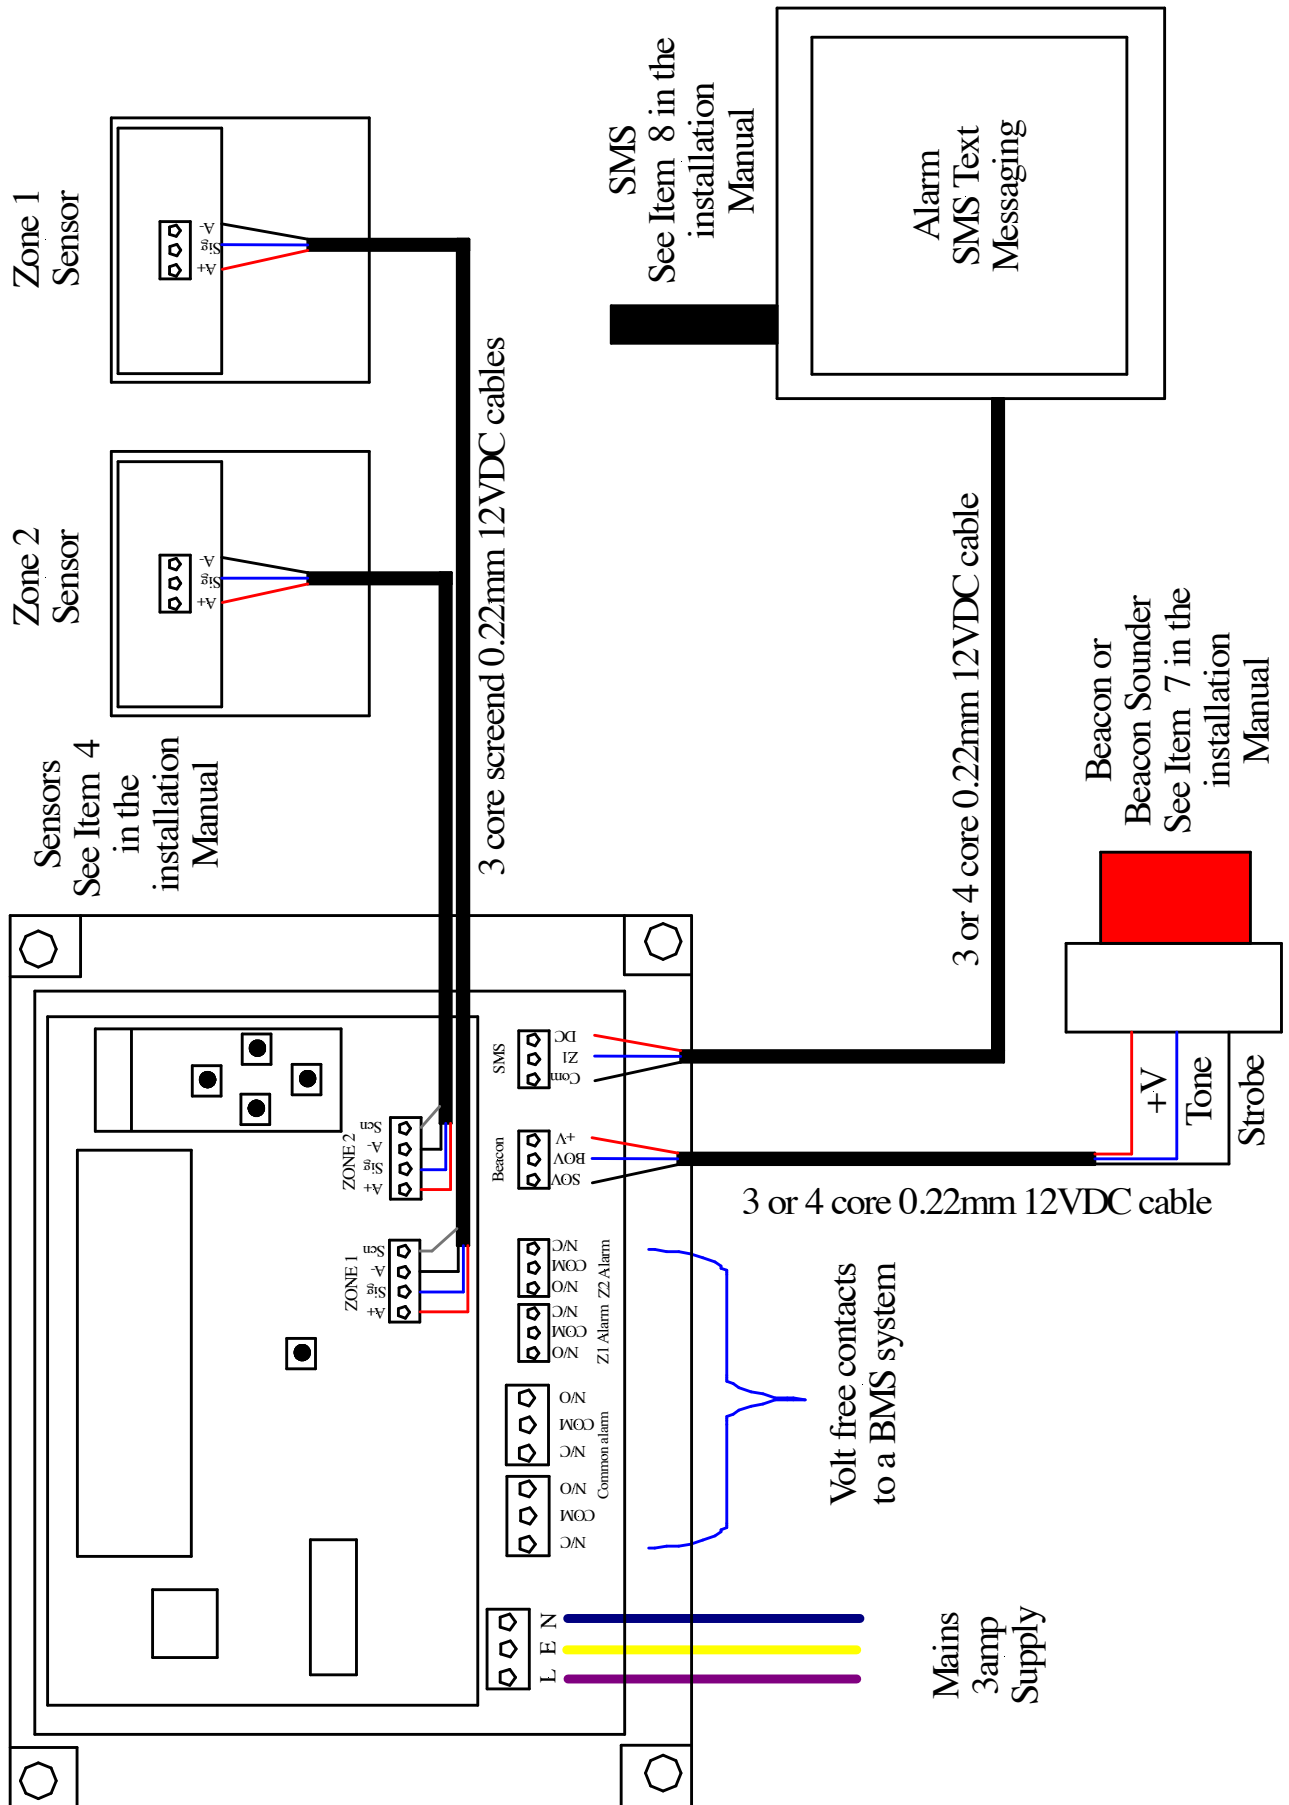 Zone 1
Sensor
A-
Sig
A+
Zone 2
Sensor
A-
Sig
A+
Sensors
See Item 4
in the
installation
Manual
3 core screend 0.22mm 12VDC cables
SMS
See Item 8 in the
installation
Manual
Alarm
SMS Text
Messaging
3 or 4 core 0.22mm 12VDC cable
Beacon or
Beacon Sounder
See Item 7 in the
installation
Manual
+V
Tone
Strobe
3 or 4 core 0.22mm 12VDC cable
ZONE 2
Scn
A-
Sig
A+
ZONE 1
Scn
A-
Sig
A+
SMS
DC
Z1
Com
Beacon
+V
BOV
SOV
N/C
COM
N/O
Z2 Alarm
N/C
COM
N/O
Z1 Alarm
N/O
COM
N/C
Common alarm
N/O
COM
N/C
L E N
Volt free contacts
to a BMS system
Mains
3amp
Supply